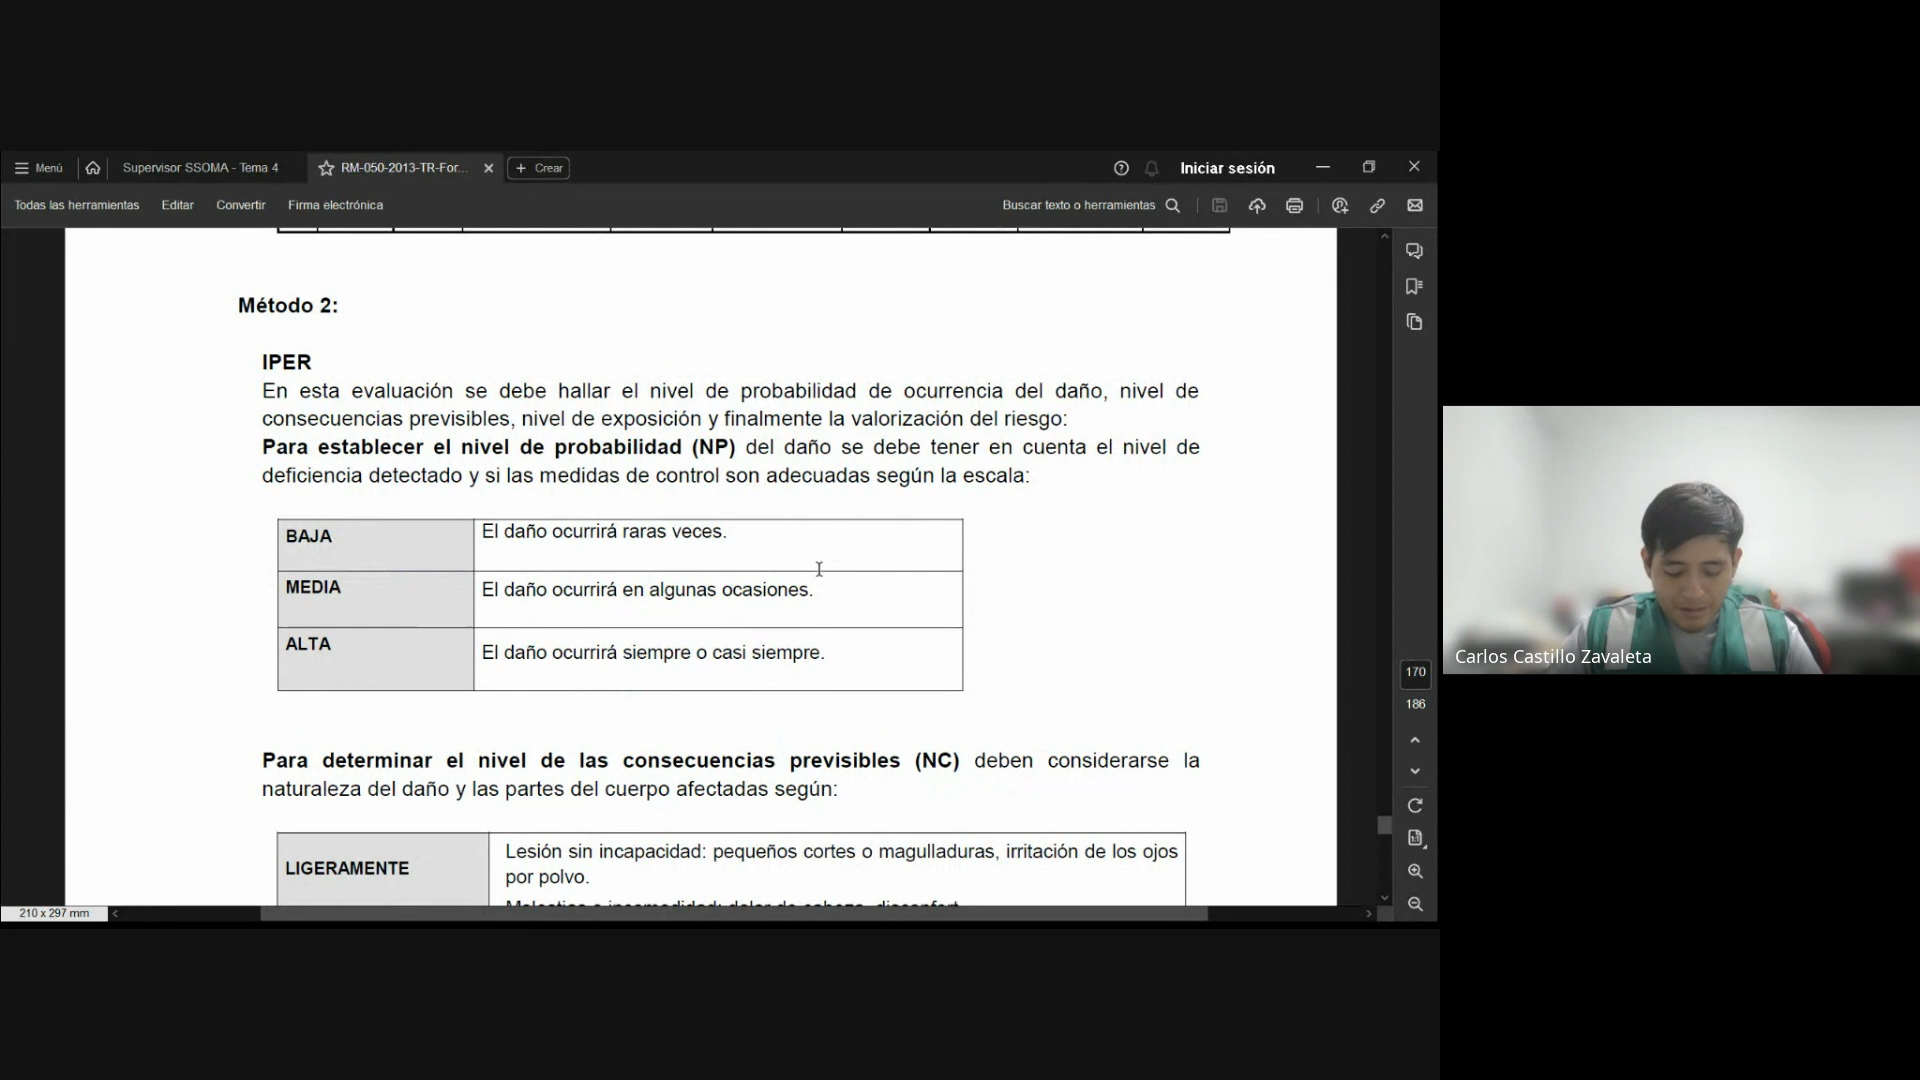 Menú
Supervisor SSOMA - Tema 4
RM-050-2013-TR-For...
Crear
Iniciar sesión
Todas las herramientas
Editar
Convertir
Firma electrónica
Buscar texto o herramientas
Método 2:
IPER
En esta evaluación se debe hallar el nivel de probabilidad de ocurrencia del daño, nivel de
consecuencias previsibles, nivel de exposición y finalmente la valorización del riesgo:
Para establecer el nivel de probabilidad (NP) del daño se debe tener en cuenta el nivel de
deficiencia detectado y si las medidas de control son adecuadas según la escala:
BAJA
El daño ocurrirá raras veces.
MEDIA
El daño ocurrirá en algunas ocasiones.
ALTA
El daño ocurrirá siempre o casi siempre.
Para determinar el nivel de las consecuencias previsibles (NC) deben considerarse la
naturaleza del daño y las partes del cuerpo afectadas según:
LIGERAMENTE
Lesión sin incapacidad: pequeños cortes o magulladuras, irritación de los ojos
por polvo.
170
186
210 x 297 mm
Carlos Castillo Zavaleta